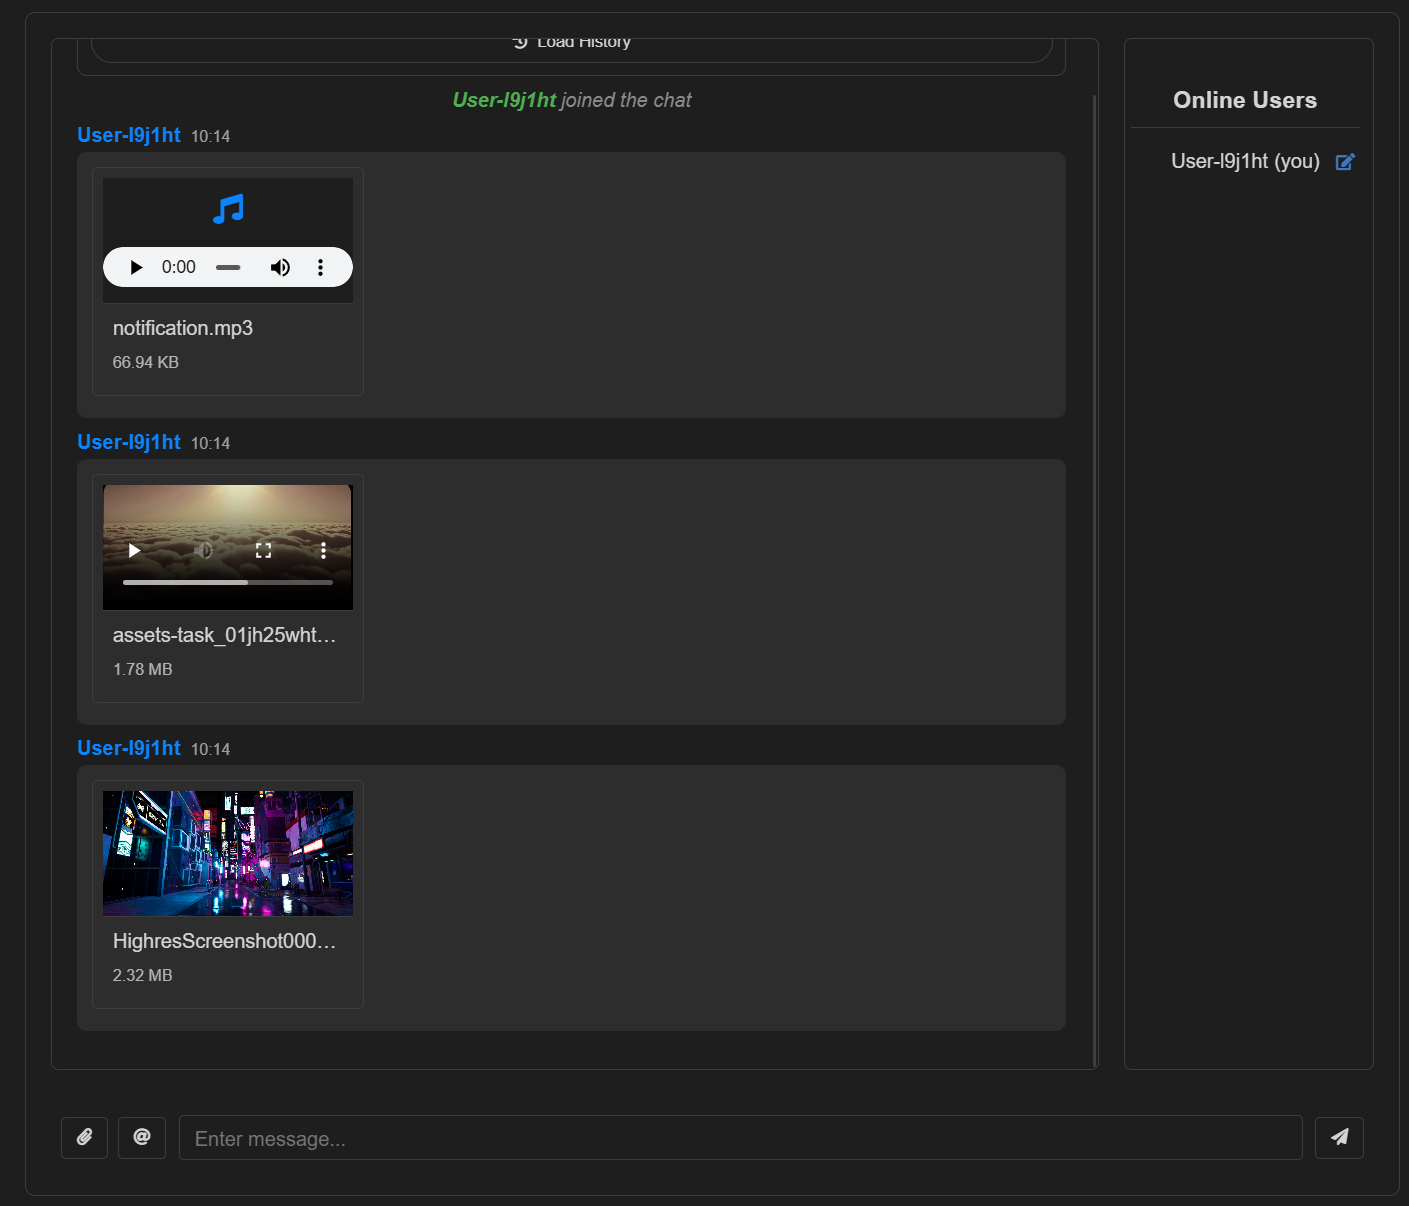 Load History
User-l9j1ht joined the chat
User-l9j1ht 10:14
0:00
notification.mp3
66.94 KB
User-l9j1ht 10:14
assets-task_01jh25wht...
1.78 MB
User-l9j1ht 10:14
HighresScreenshot000...
2.32 MB
Online Users
User-l9j1ht (you)
@
Enter message...